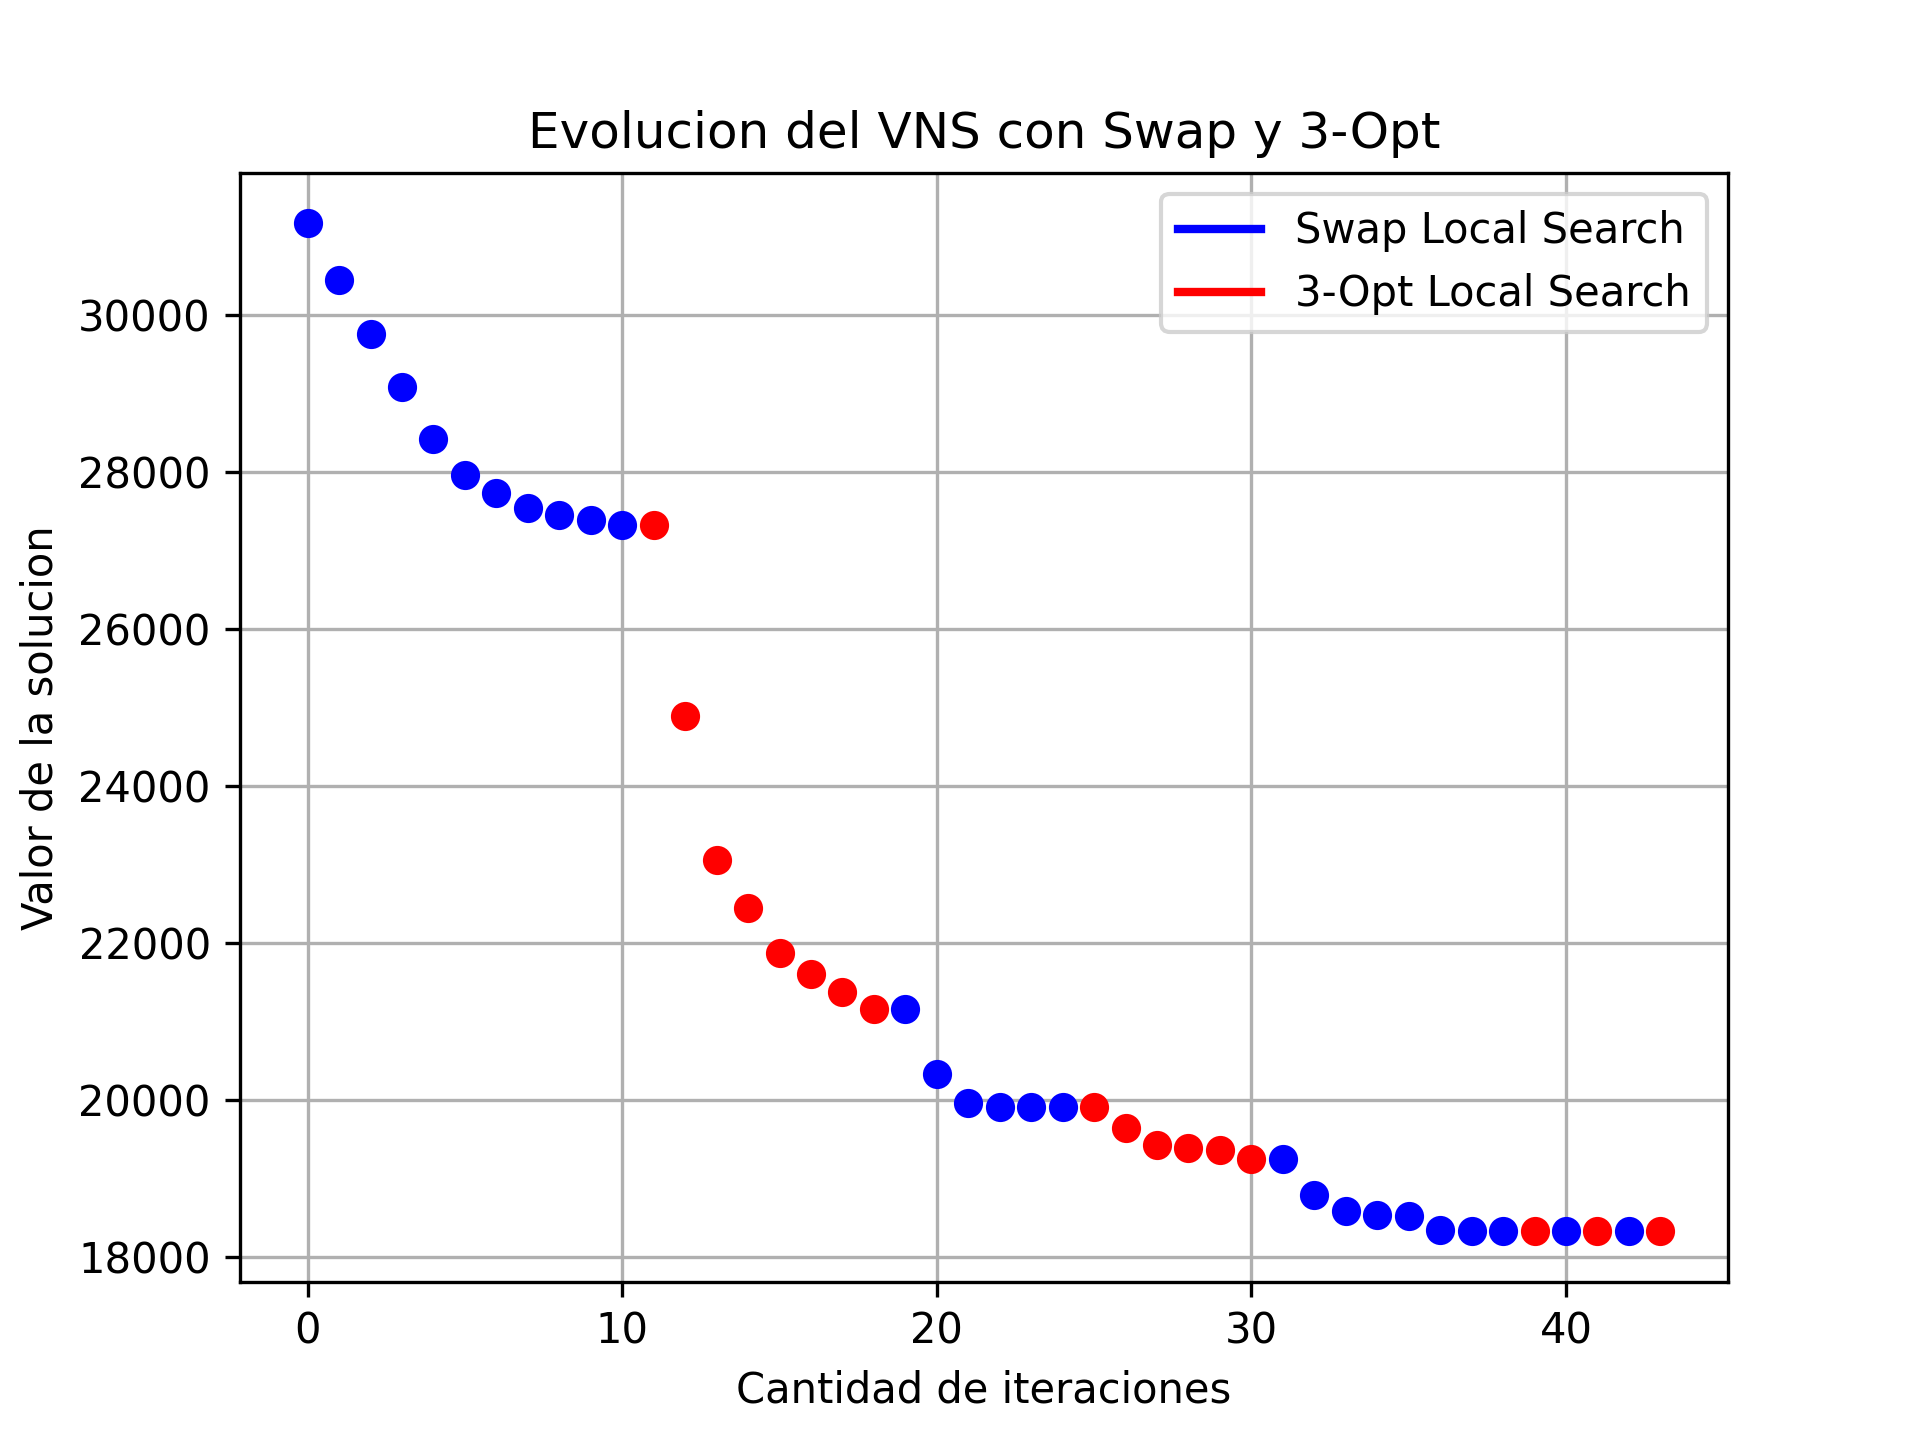 Evolucion del VNS con Swap y 3-Opt
Swap Local Search
3-Opt Local Search
Valor de la solucion
30000
28000
26000
24000
22000
20000
18000
0 10 20 30 40
Cantidad de iteraciones